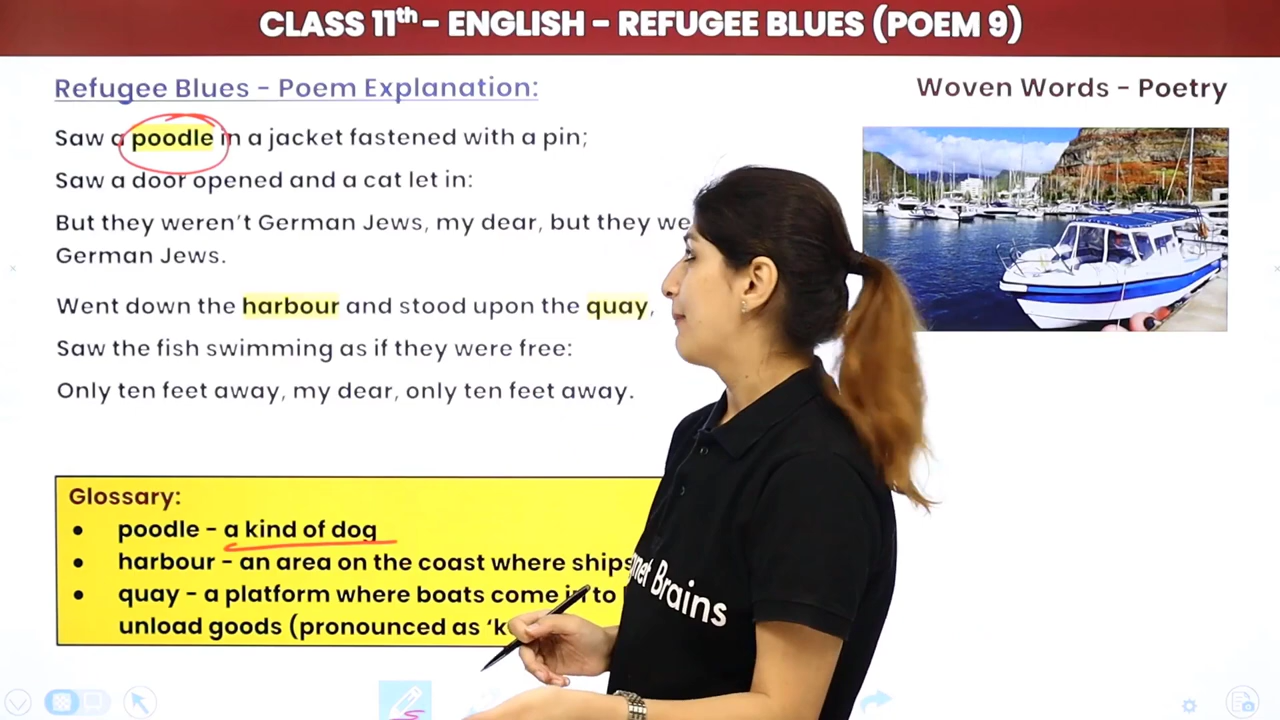 CLASS 11th – ENGLISH – REFUGEE BLUES (POEM 9)
Refugee Blues – Poem Explanation:
Woven Words – Poetry
Saw a poodle in a jacket fastened with a pin;
Saw a door opened and a cat let in:
But they weren't German Jews, my dear, but they
German Jews.
Went down the harbour and stood upon the quay,
Saw the fish swimming as if they were free:
Only ten feet away, my dear, only ten feet away.
Glossary:
• poodle – a kind of dog
• harbour – an area on the coast where ships
• quay – a platform where boats come in to
unload goods (pronounced as
Brains